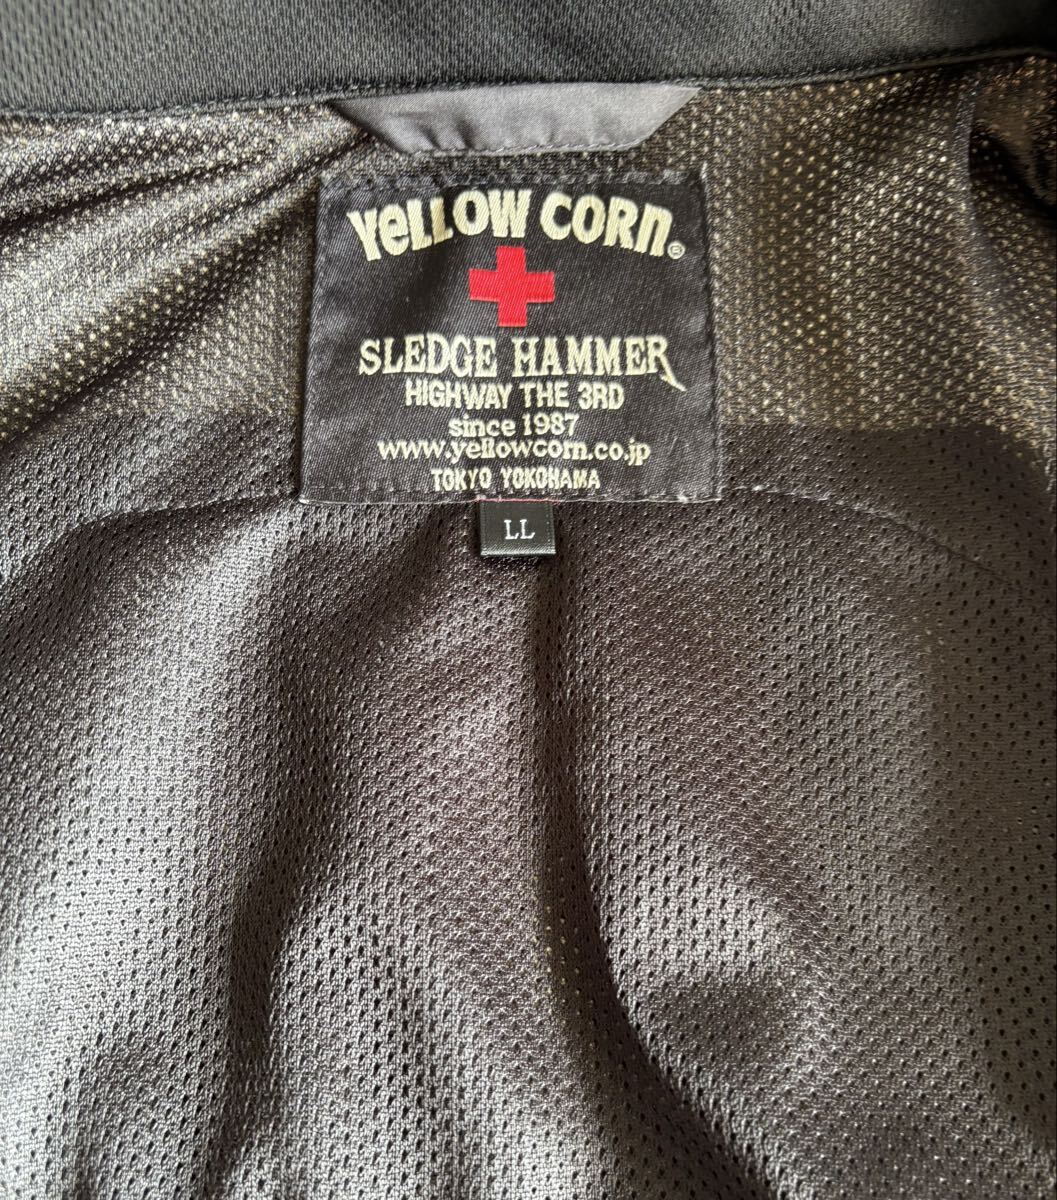 YeLLOW CORn®
SLEDGE HAMMER
HIGHWAY THE 3RD
since 1987
www.yellowcorn.co.jp
TOKYO YOKOHAMA
LL